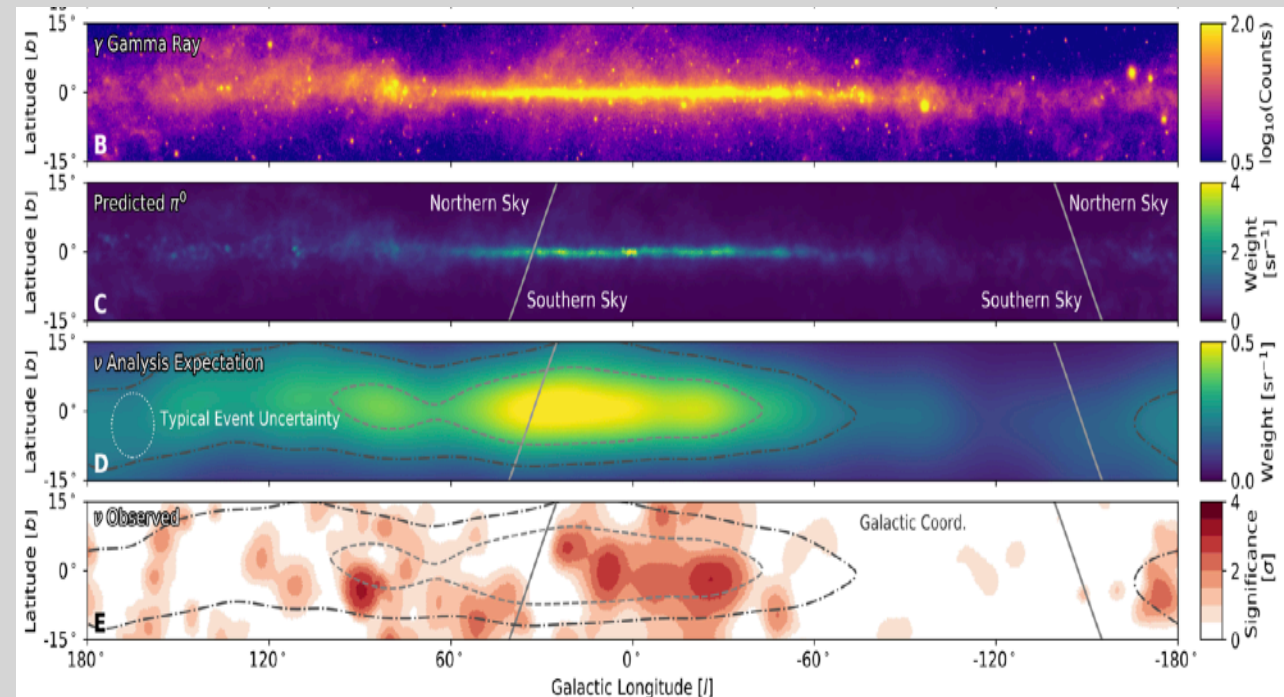 15°
γ Gamma Ray
2.0
Latitude [b]
0°
log₁₀(Counts)
B
-15°
0.5
15°
Predicted π⁰
Northern Sky
Northern Sky
4
Latitude [b]
0°
2
Weight
[sr⁻¹]
C
Southern Sky
Southern Sky
-15°
0
15°
ν Analysis Expectation
0.5
Latitude [b]
0°
Typical Event Uncertainty
Weight [sr⁻¹]
D
-15°
0.0
15°
ν Observed
Galactic Coord.
4
Latitude [b]
0°
2
Significance
[σ]
E
-15°
0
180
120°
60°
0°
-60°
-120°
-180°
Galactic Longitude [l]